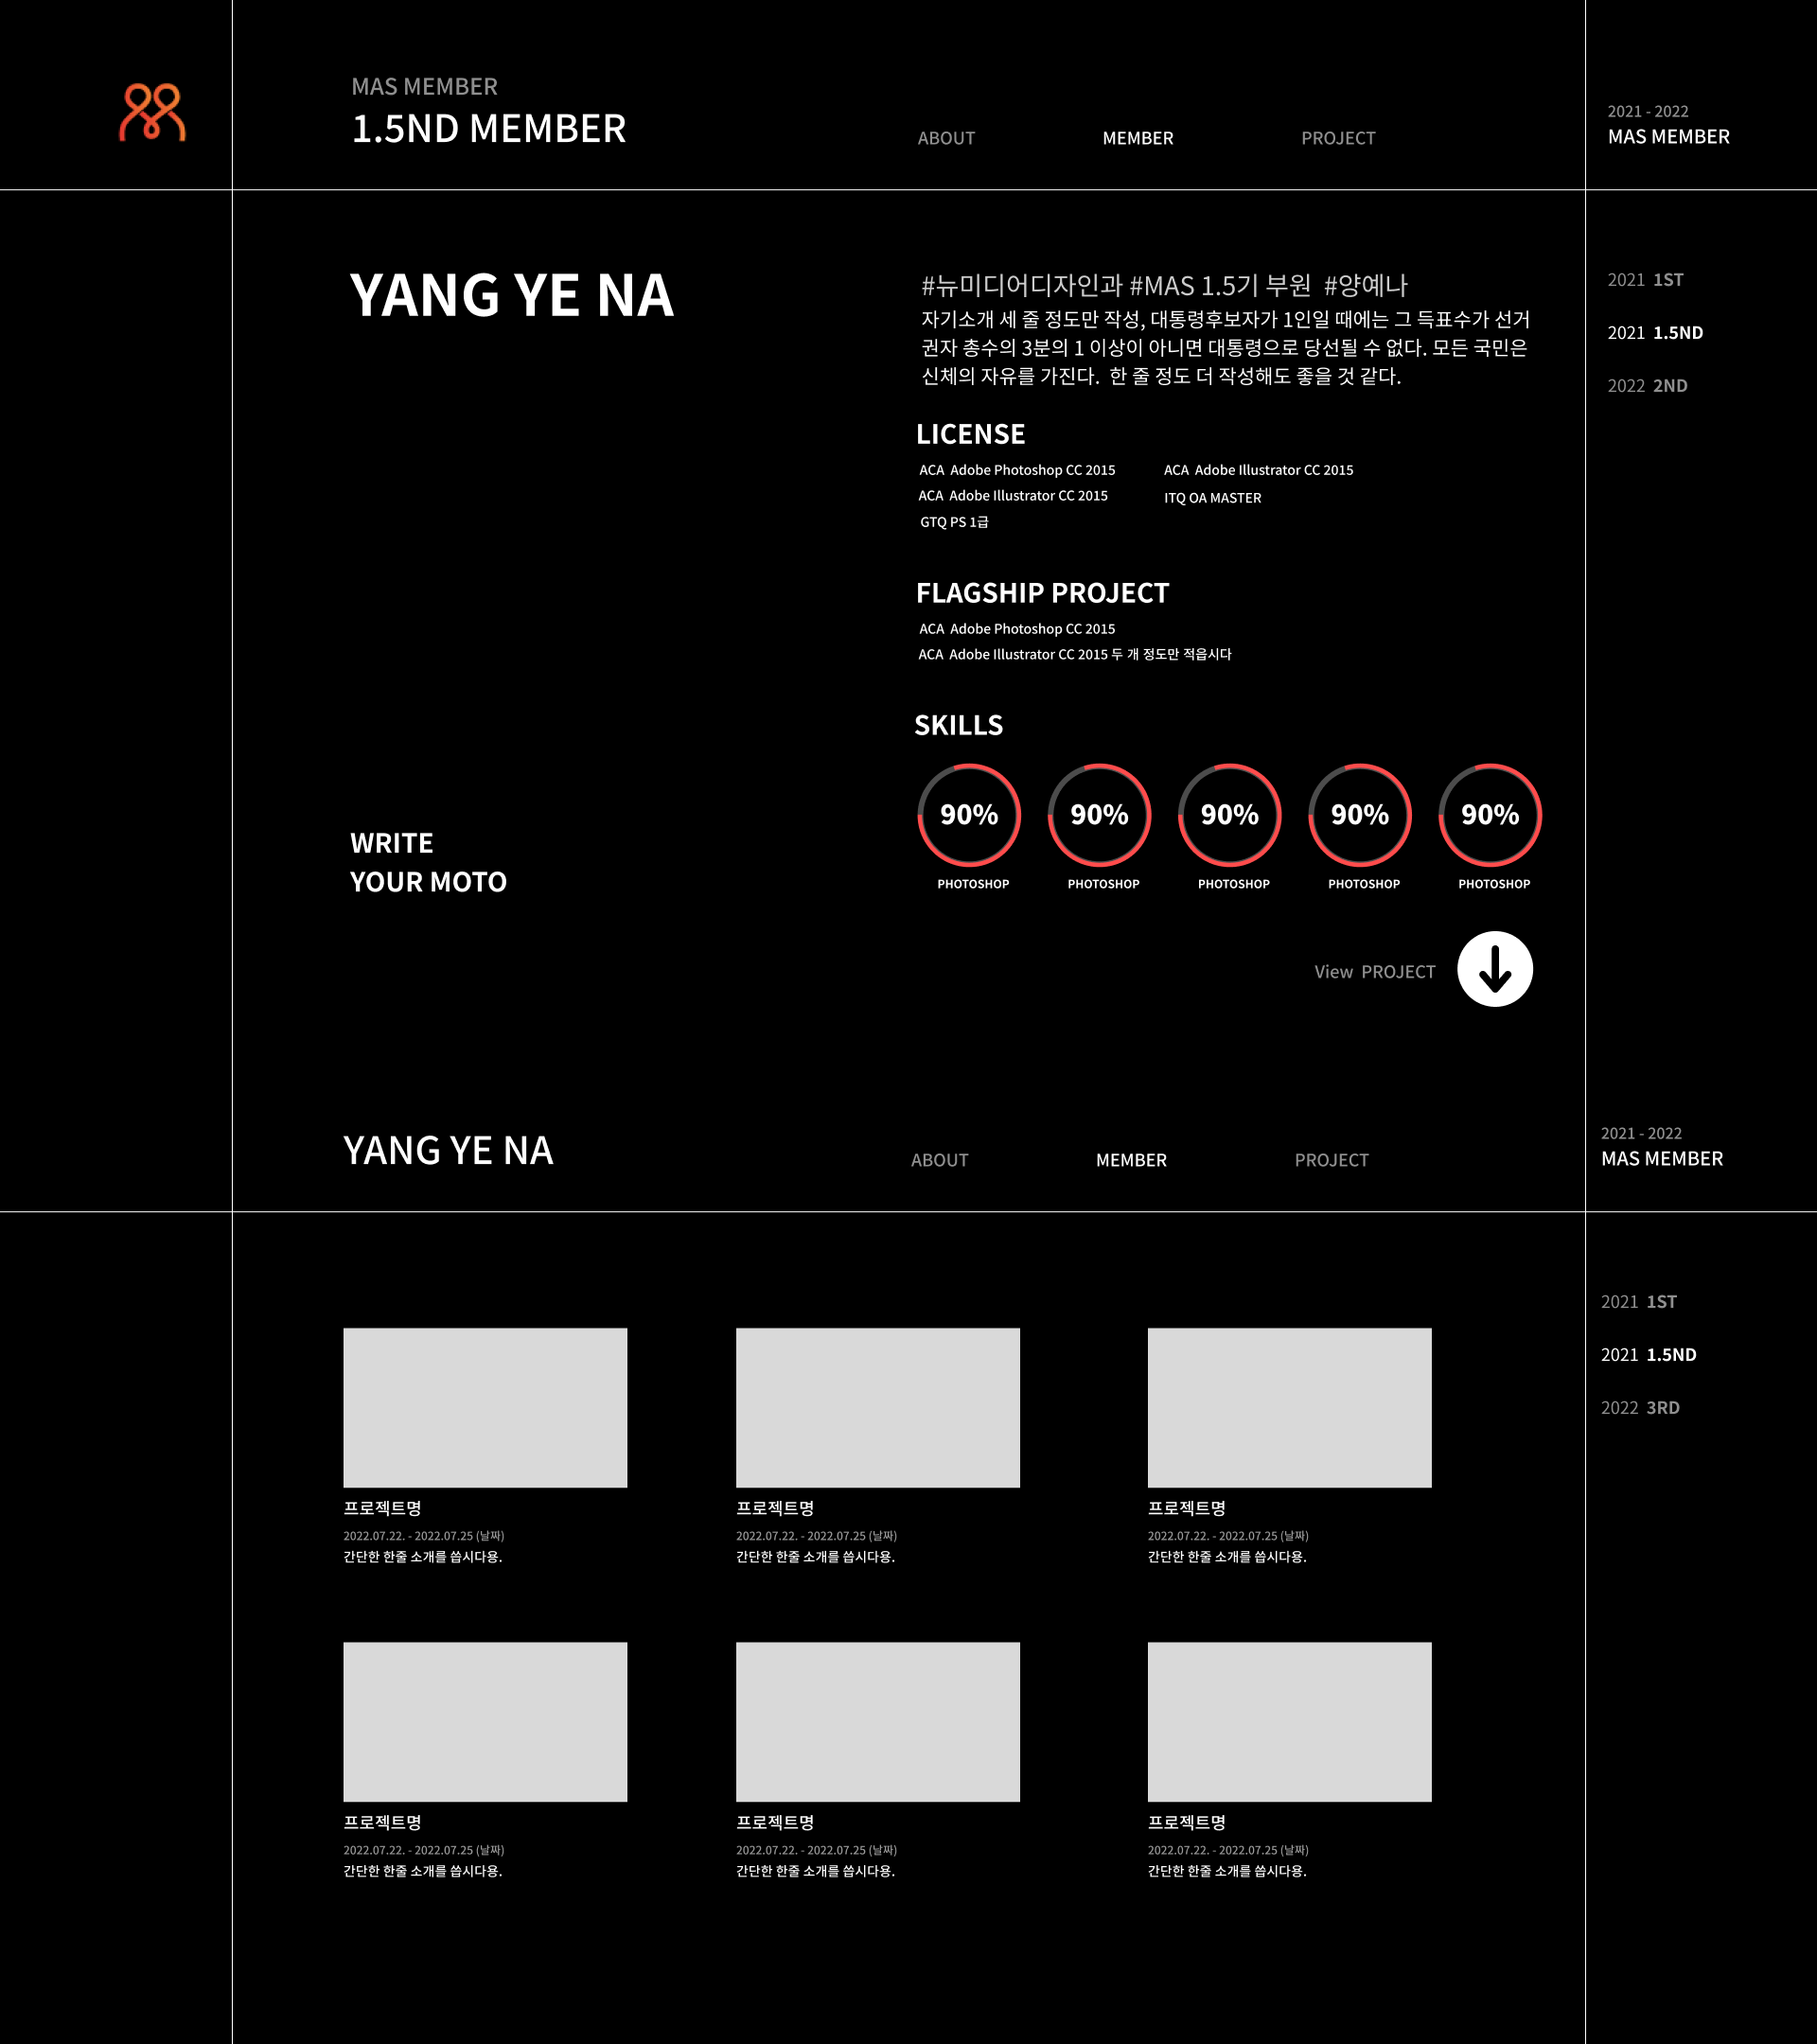 MAS MEMBER
1.5ND MEMBER
ABOUT
MEMBER
PROJECT
2021 - 2022
MAS MEMBER
YANG YE NA
#뉴미디어디자인과 #MAS 1.5기 부원 #양예나
자기소개 세 줄 정도만 작성, 대통령후보자가 1인일 때에는 그 득표수가 선거
권자 총수의 3분의 1 이상이 아니면 대통령으로 당선될 수 없다. 모든 국민은
신체의 자유를 가진다. 한 줄 정도 더 작성해도 좋을 것 같다.
2021 1ST
2021 1.5ND
2022 2ND
LICENSE
ACA Adobe Photoshop CC 2015
ACA Adobe Illustrator CC 2015
GTQ PS 1급
ACA Adobe Illustrator CC 2015
ITQ OA MASTER
FLAGSHIP PROJECT
ACA Adobe Photoshop CC 2015
ACA Adobe Illustrator CC 2015 두 개 정도만 적읍시다
SKILLS
90%
90%
90%
90%
90%
PHOTOSHOP
PHOTOSHOP
PHOTOSHOP
PHOTOSHOP
PHOTOSHOP
WRITE
YOUR MOTO
View PROJECT
YANG YE NA
ABOUT
MEMBER
PROJECT
2021 - 2022
MAS MEMBER
2021 1ST
2021 1.5ND
2022 3RD
프로젝트명
2022.07.22. - 2022.07.25 (날짜)
간단한 한줄 소개를 씁시다용.
프로젝트명
2022.07.22. - 2022.07.25 (날짜)
간단한 한줄 소개를 씁시다용.
프로젝트명
2022.07.22. - 2022.07.25 (날짜)
간단한 한줄 소개를 씁시다용.
프로젝트명
2022.07.22. - 2022.07.25 (날짜)
간단한 한줄 소개를 씁시다용.
프로젝트명
2022.07.22. - 2022.07.25 (날짜)
간단한 한줄 소개를 씁시다용.
프로젝트명
2022.07.22. - 2022.07.25 (날짜)
간단한 한줄 소개를 씁시다용.